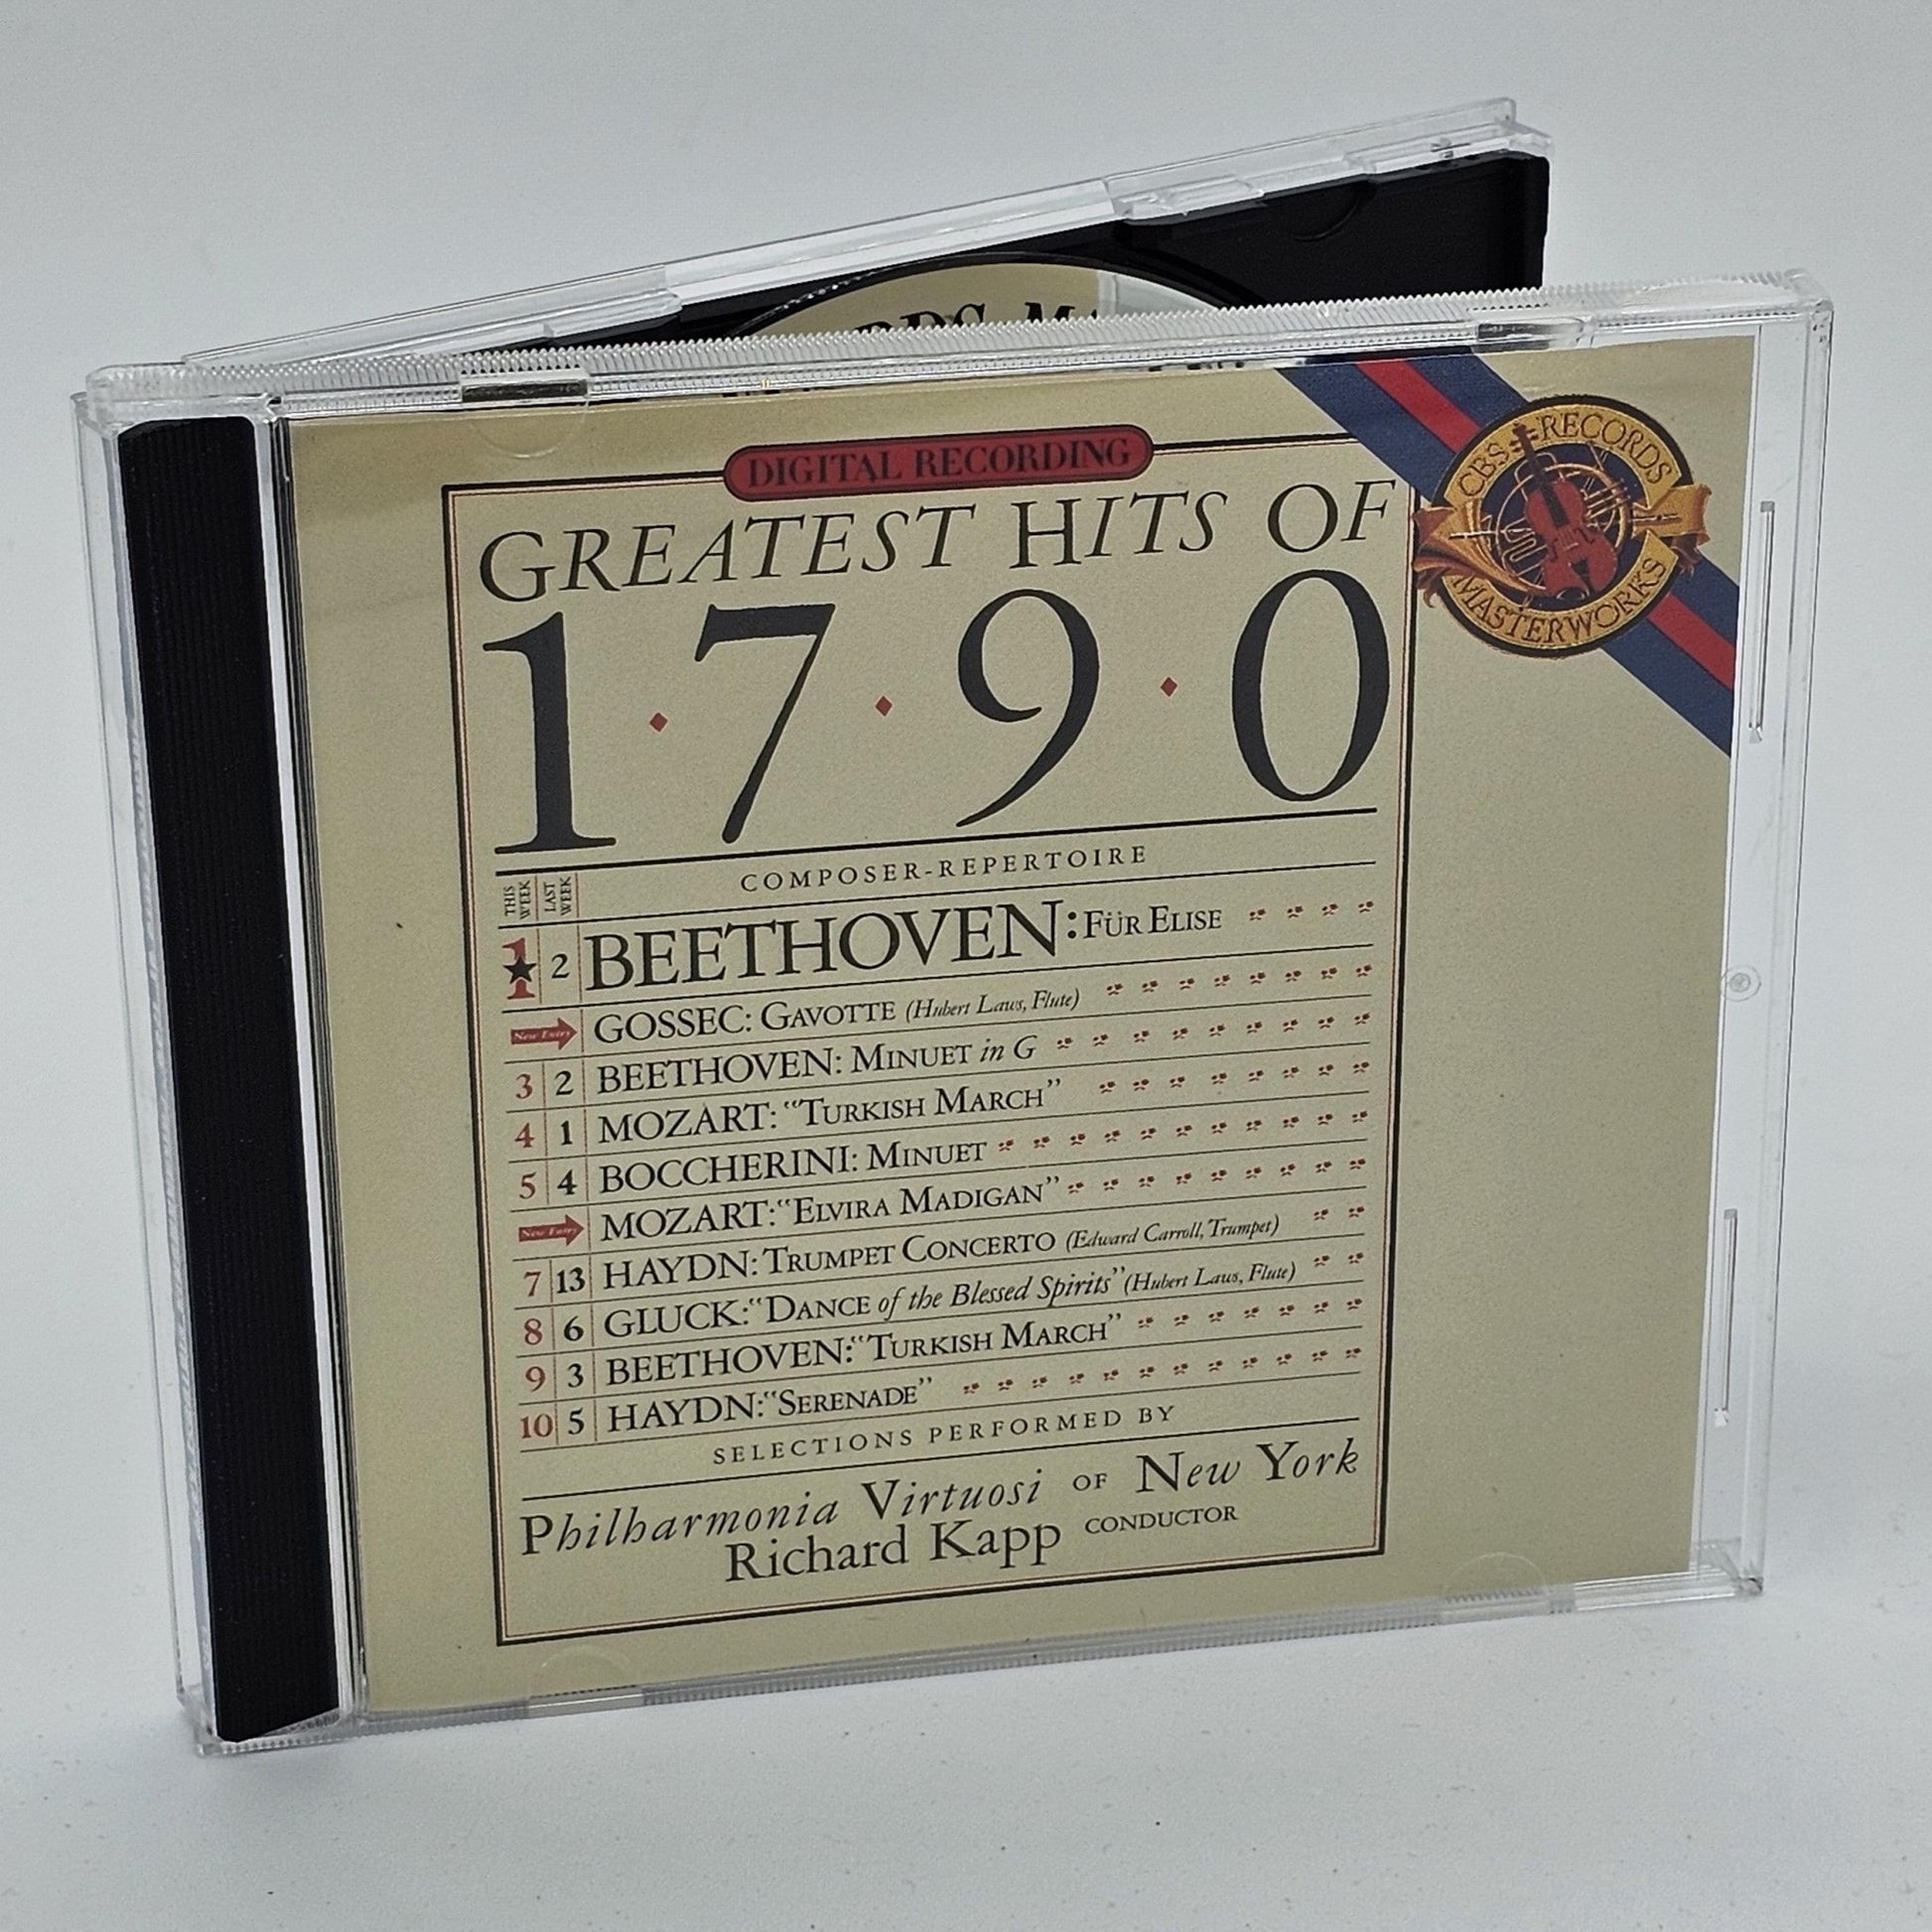 RDS MA
DIGITAL RECORDING
CBS RECORDS
MASTERWORKS
GREATEST HITS OF
1·7·9·0
COMPOSER-REPERTOIRE
THIS WEEK
LAST WEEK
1 2 BEETHOVEN: FÜR ELISE
New Entry GOSSEC: GAVOTTE (Hubert Laws, Flute)
3 2 BEETHOVEN: MINUET in G
4 1 MOZART: "TURKISH MARCH"
5 4 BOCCHERINI: MINUET
New Entry MOZART: "ELVIRA MADIGAN"
7 13 HAYDN: TRUMPET CONCERTO (Edward Carroll, Trumpet)
8 6 GLUCK: "DANCE of the Blessed Spirits" (Hubert Laws, Flute)
9 3 BEETHOVEN: "TURKISH MARCH"
10 5 HAYDN: "SERENADE"
SELECTIONS PERFORMED BY
Philharmonia Virtuosi OF New York
Richard Kapp CONDUCTOR